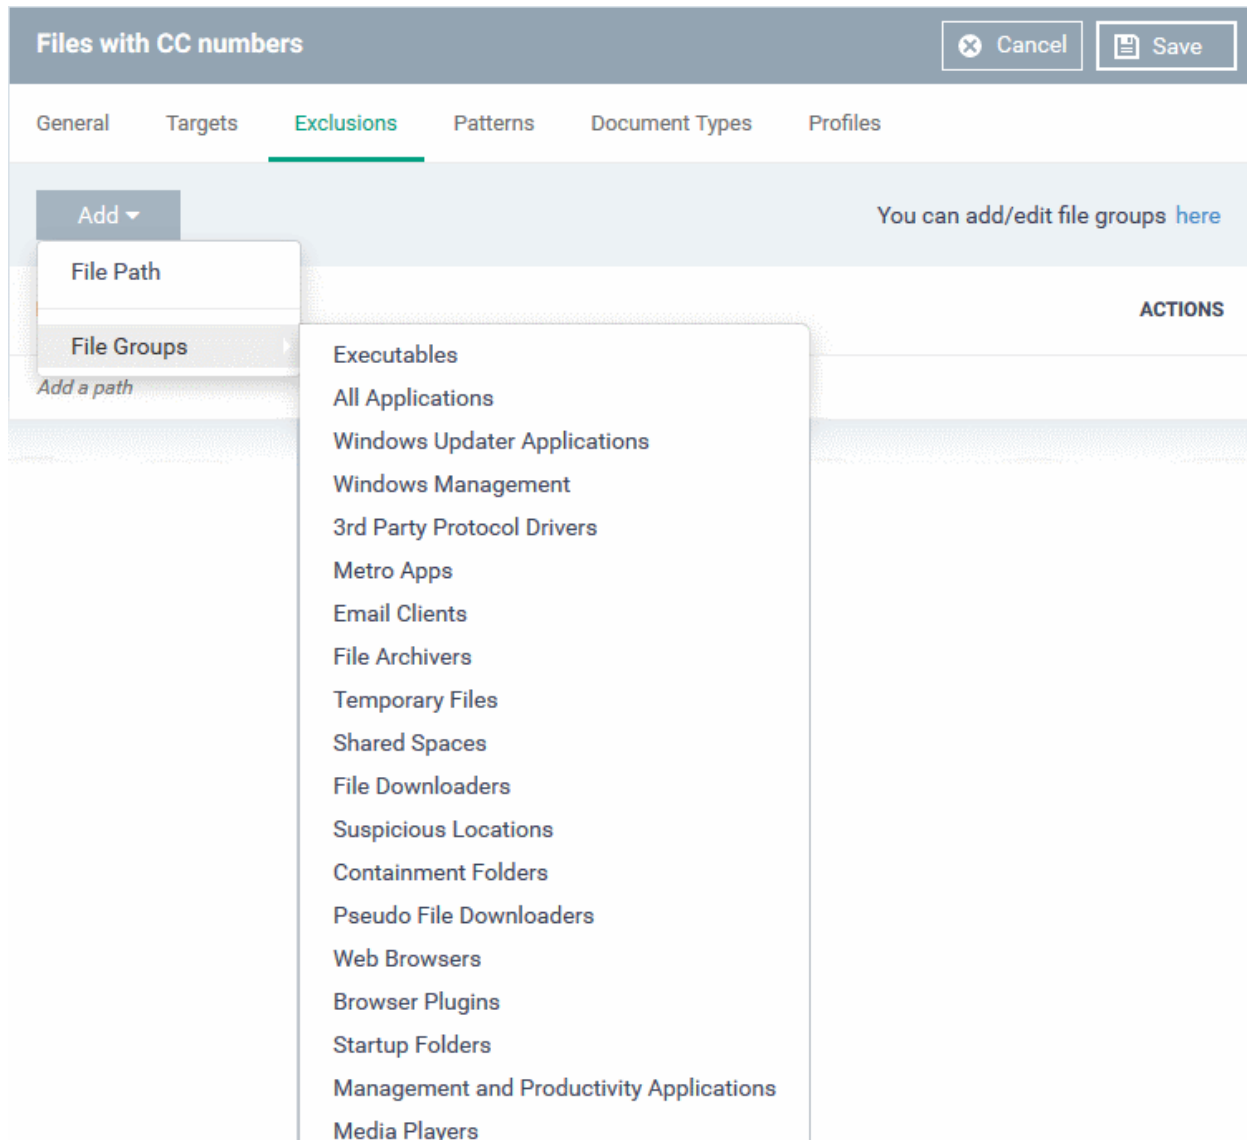 Files with CC numbers
Cancel
Save
General Targets Exclusions Patterns Document Types Profiles
Add
You can add/edit file groups here
File Path
ACTIONS
File Groups
Add a path
Executables
All Applications
Windows Updater Applications
Windows Management
3rd Party Protocol Drivers
Metro Apps
Email Clients
File Archivers
Temporary Files
Shared Spaces
File Downloaders
Suspicious Locations
Containment Folders
Pseudo File Downloaders
Web Browsers
Browser Plugins
Startup Folders
Management and Productivity Applications
Media Players